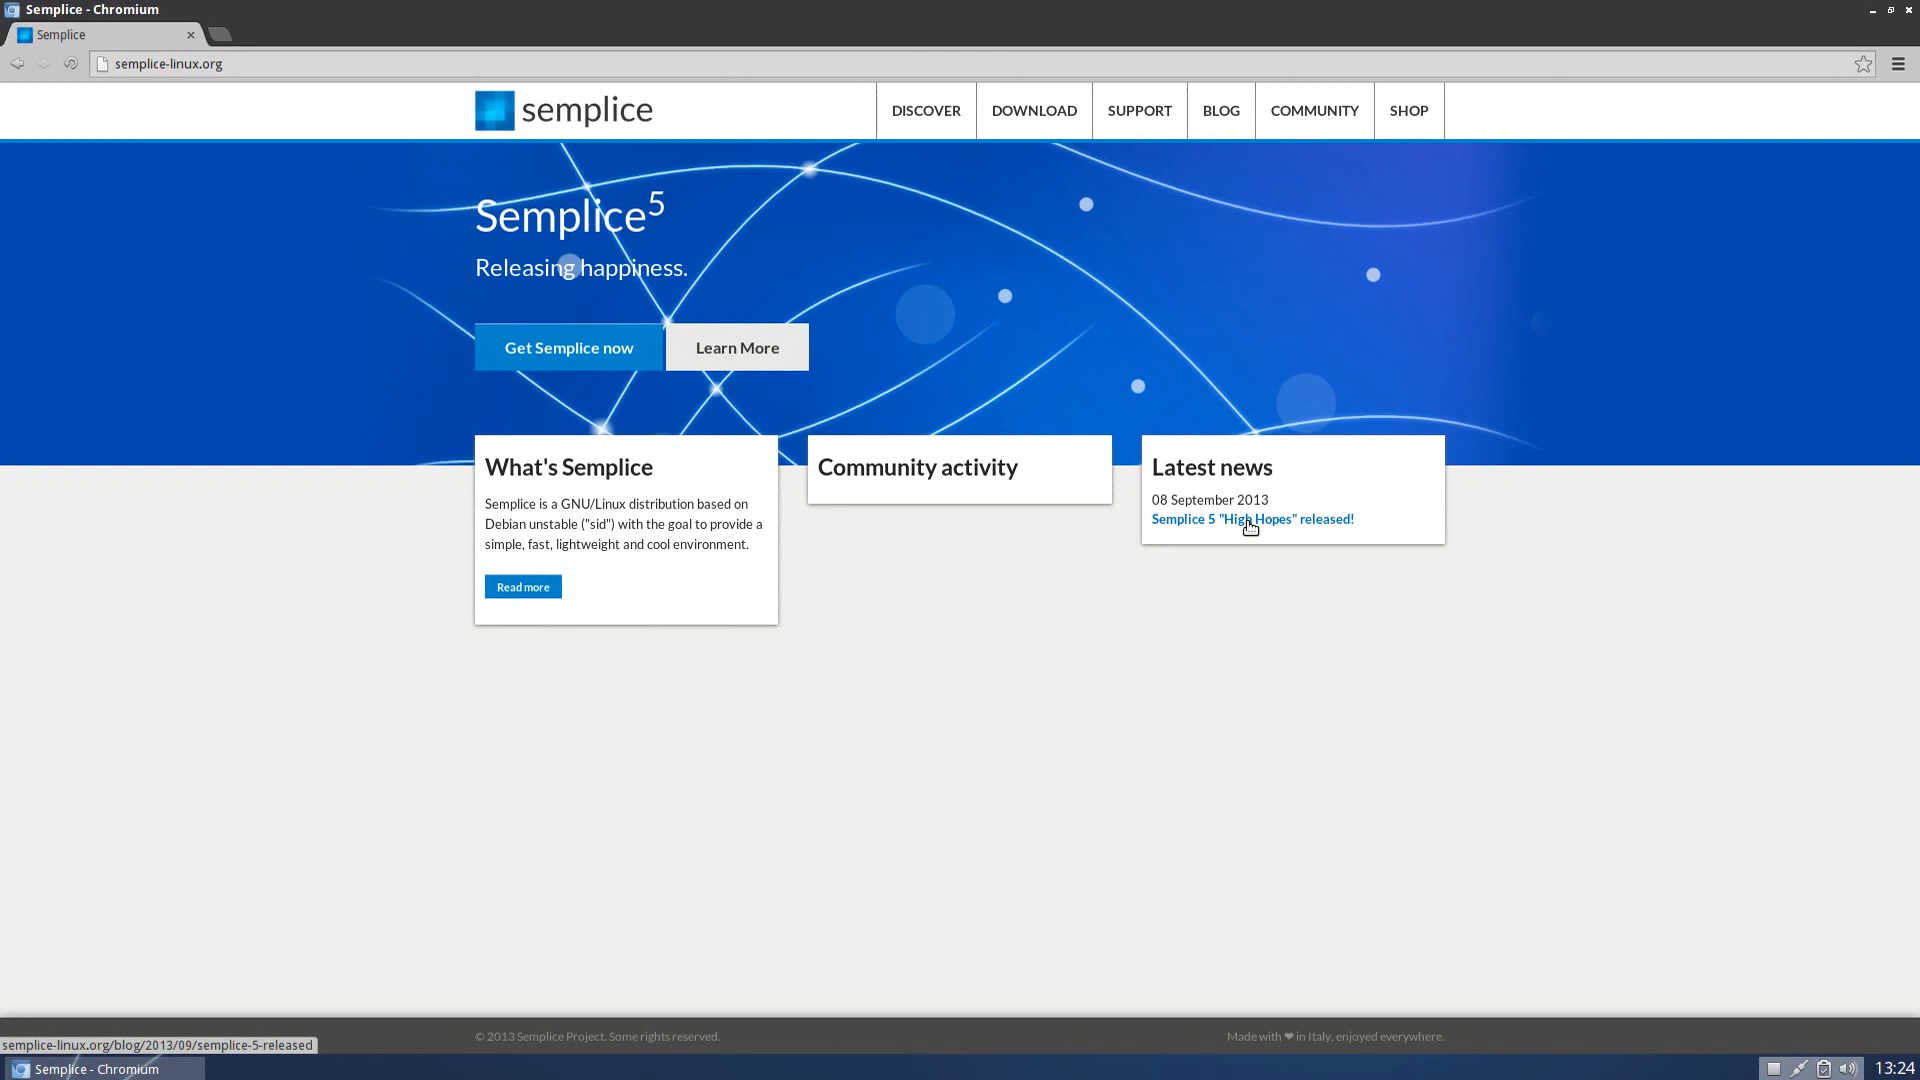 Semplice - Chromium
Semplice
semplice-linux.org
semplice
DISCOVER
DOWNLOAD
SUPPORT
BLOG
COMMUNITY
SHOP
Semplice5
Releasing happiness.
Get Semplice now
Learn More
What's Semplice
Semplice is a GNU/Linux distribution based on
Debian unstable ("sid") with the goal to provide a
simple, fast, lightweight and cool environment.
Read more
Community activity
Latest news
08 September 2013
Semplice 5 "High Hopes" released!
© 2013 Semplice Project. Some rights reserved.
Made with ❤ in Italy, enjoyed everywhere.
semplice-linux.org/blog/2013/09/semplice-5-released
Semplice - Chromium
13:24